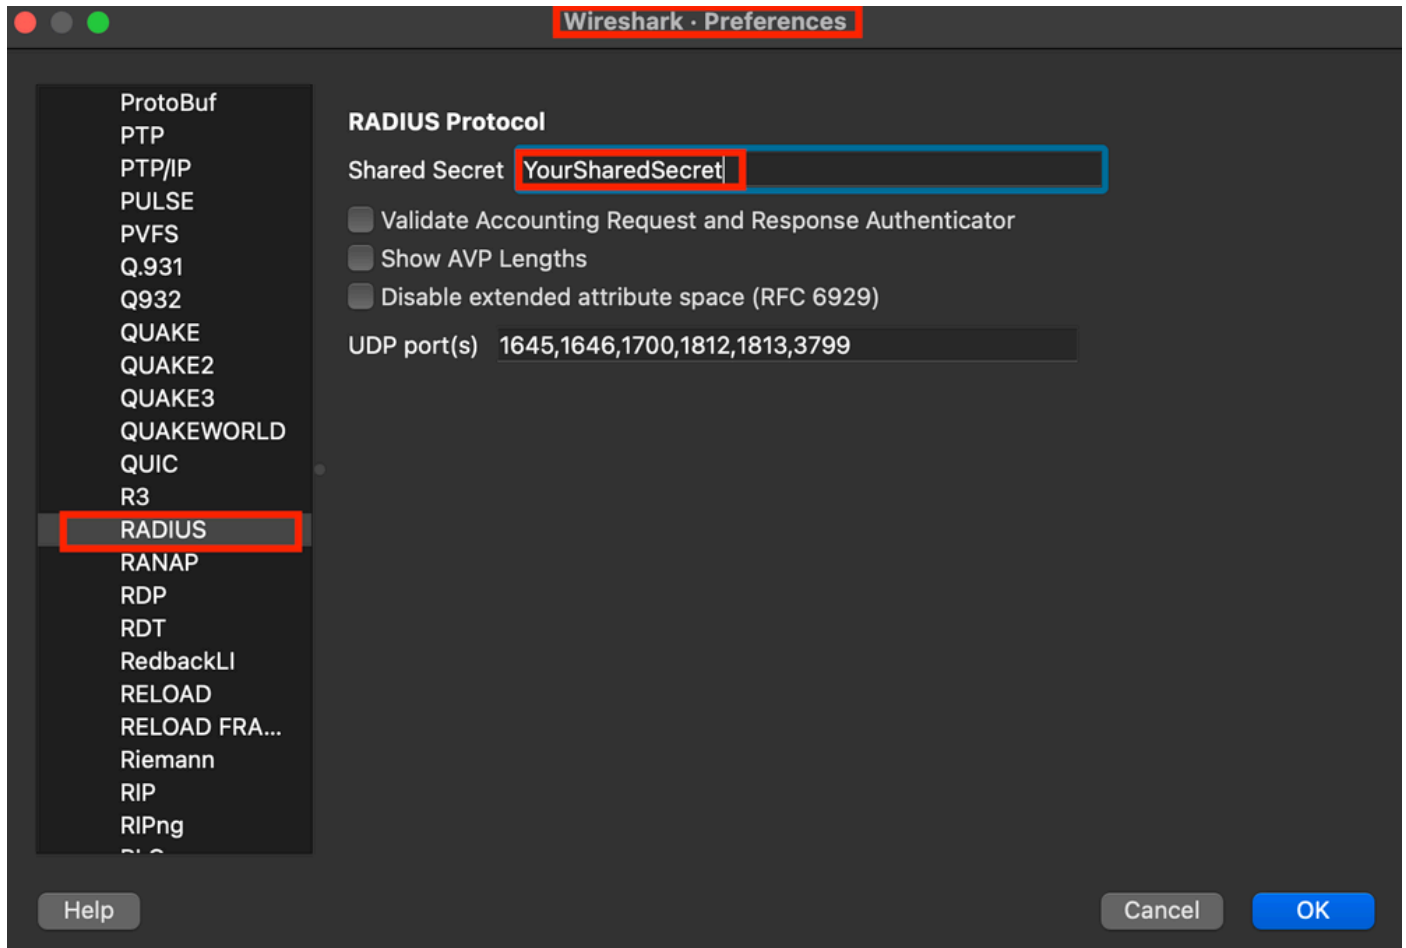 Wireshark · Preferences
ProtoBuf
PTP
PTP/IP
PULSE
PVFS
Q.931
Q932
QUAKE
QUAKE2
QUAKE3
QUAKEWORLD
QUIC
R3
RADIUS
RANAP
RDP
RDT
RedbackLI
RELOAD
RELOAD FRA...
Riemann
RIP
RIPng
RADIUS Protocol
Shared Secret YourSharedSecret
Validate Accounting Request and Response Authenticator
Show AVP Lengths
Disable extended attribute space (RFC 6929)
UDP port(s) 1645,1646,1700,1812,1813,3799
Help
Cancel
OK